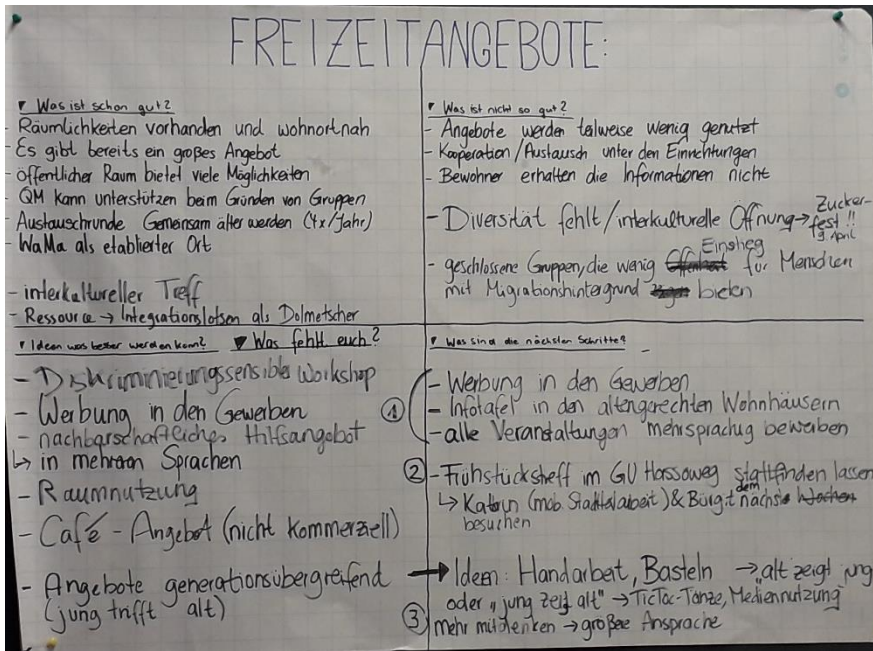 FREIZEITANGEBOTE:
▼ Was ist schon gut?
- Räumlichkeiten vorhanden und wohnortnah
- Es gibt bereits ein großes Angebot
- öffentlicher Raum bietet viele Möglichkeiten
- QM kann unterstützen beim Gründen von Gruppen
- Austauschrunde Gemeinsam älter werden (4x/Jahr)
- WaMa als etablierter Ort
- interkultureller Treff
- Ressource → Integrationslotsen als Dolmetscher
▼ Was ist nicht so gut?
- Angebote werden teilweise wenig genutzt
- Kooperation/Austausch unter den Einrichtungen
- Bewohner erhalten die Informationen nicht
- Diversität fehlt/interkulturelle Öffnung → Zucker-
fest !!
9. April
- geschlossene Gruppen, die wenig Einstieg für Menschen
mit Migrationshintergrund bieten
▼ Ideen was besser werden kann? ▼ Was fehlt euch?
- Diskriminierungssensibler Workshop
- Werbung in den Gewerben
- nachbarschaftliches Hilfsangebot
↳ in mehreren Sprachen
- Raumnutzung
- Café-Angebot (nicht kommerziell)
- Angebote generationsübergreifend
(jung trifft alt)
▼ Was sind die nächsten Schritte?
① - Werbung in den Gewerben
- Infotafel in den altengerechten Wohnhäusern
- alle Veranstaltungen mehrsprachig bewerben
② - Frühstückstreff im GU Hassoweg stattfinden lassen
↳ Katrun (mob. Stadtteilarbeit) & Birgit demnächst
besuchen
→ Ideen: Handarbeit, Basteln → "alt zeigt jung
oder „jung zeigt alt" → TicToc-Tänze, Mediennutzung"
③ mehr mitdenken → große Ansprache